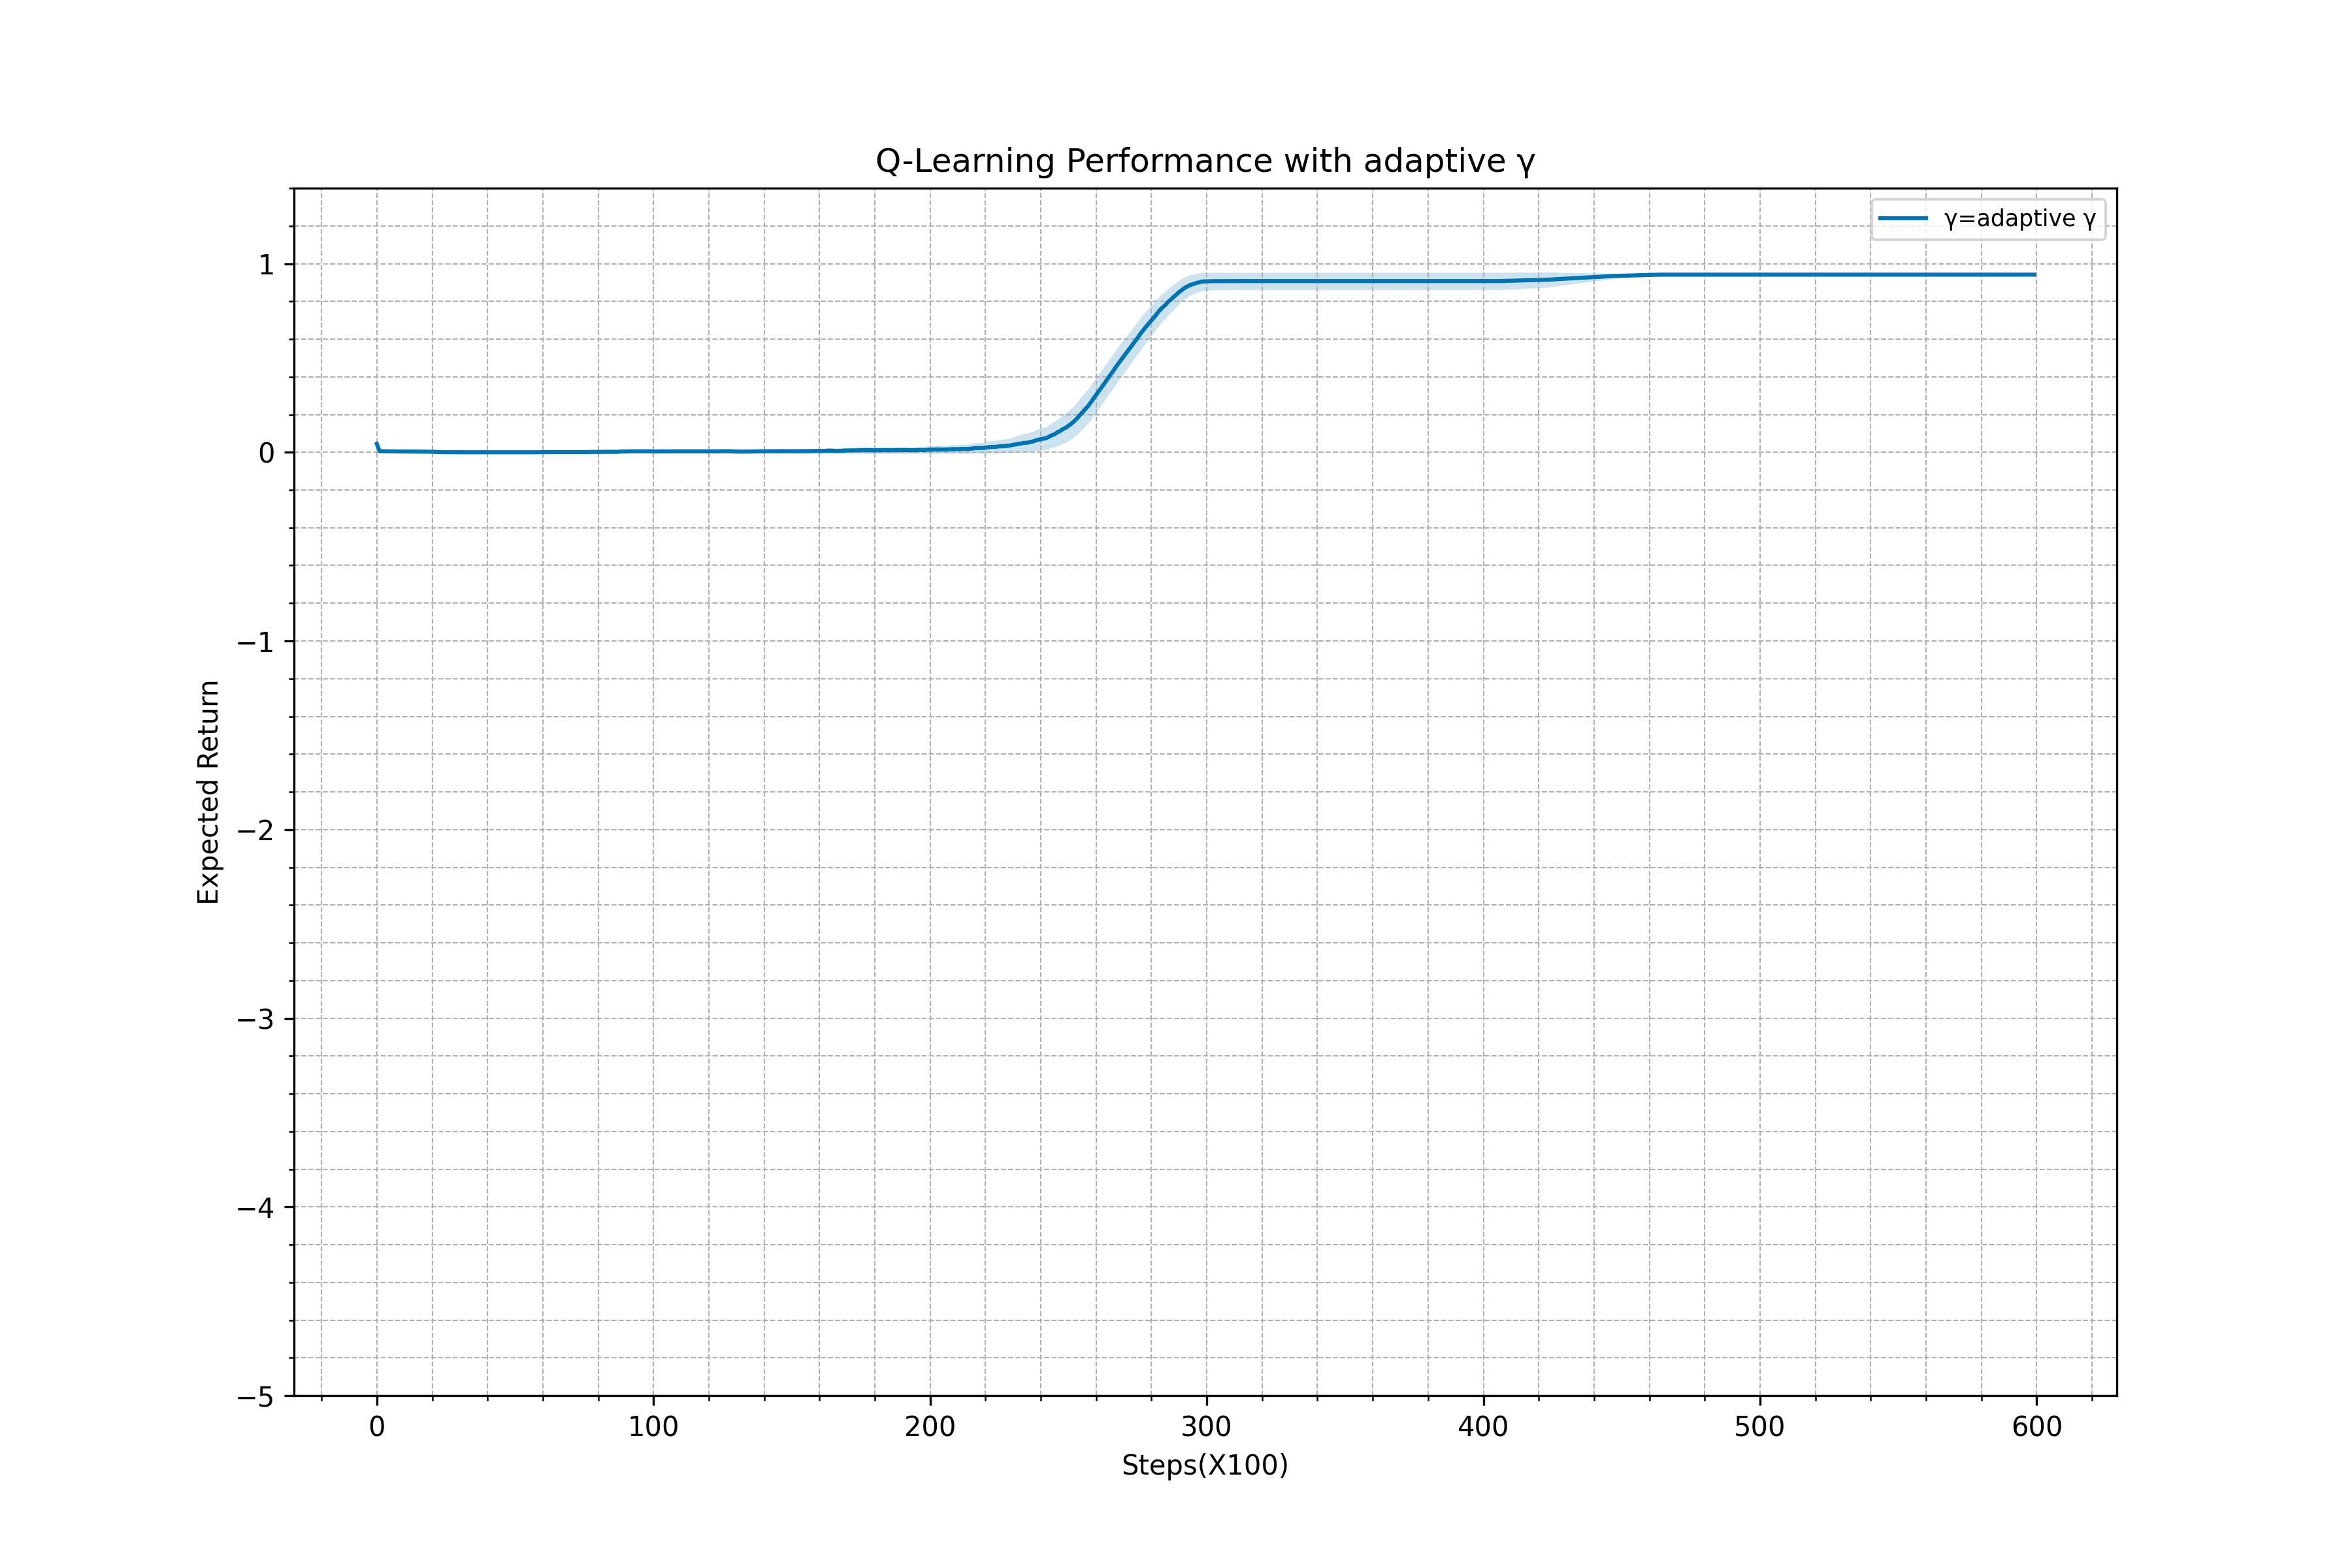 Q-Learning Performance with adaptive γ
γ=adaptive γ
1
0
−1
−2
−3
−4
−5
Expected Return
0 100 200 300 400 500 600
Steps(X100)